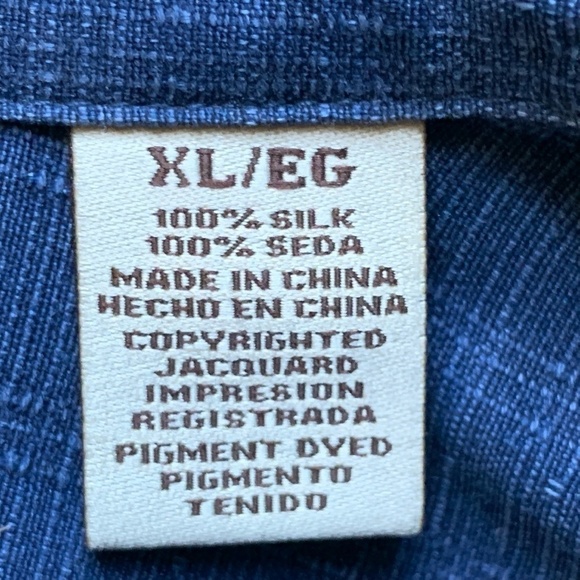 XL/EG
100% SILK
100% SEDA
MADE IN CHINA
HECHO EN CHINA
COPYRIGHTED
JACQUARD
IMPRESION
REGISTRADA
PIGMENT DYED
PIGMENTO
TENIDO